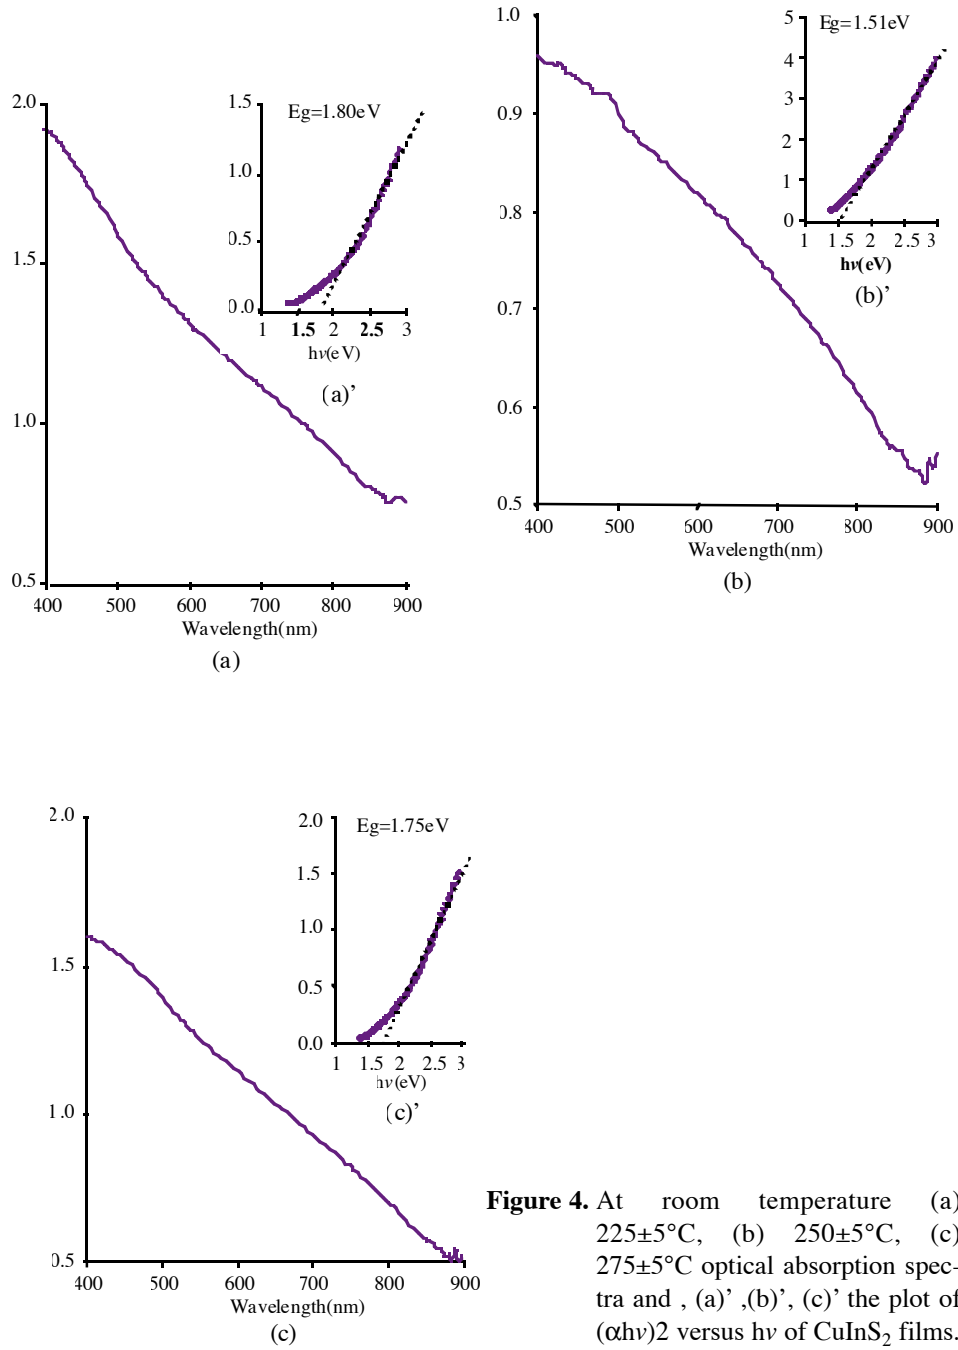 2.0
1.5
1.0
0.5
400 500 600 700 800 900
Wavelength(nm)
(a)
1.5
1.0
0.5
0.0
Eg=1.80eV
1 1.5 2 2.5 3
hν(eV)
(a)’
1.0
0.9
0.8
0.7
0.6
0.5
400 500 600 700 800 900
Wavelength(nm)
(b)
5
4
3
2
1
0
Eg=1.51eV
1 1.5 2 2.5 3
hν(eV)
(b)’
2.0
1.5
1.0
0.5
400 500 600 700 800 900
Wavelength(nm)
(c)
2.0
1.5
1.0
0.5
0.0
Eg=1.75eV
1 1.5 2 2.5 3
hν(eV)
(c)’
Figure 4. At room temperature (a)
225±5°C, (b) 250±5°C, (c)
275±5°C optical absorption spec-
tra and , (a)’ ,(b)’, (c)’ the plot of
(αhν)2 versus hν of CuInS₂ films.